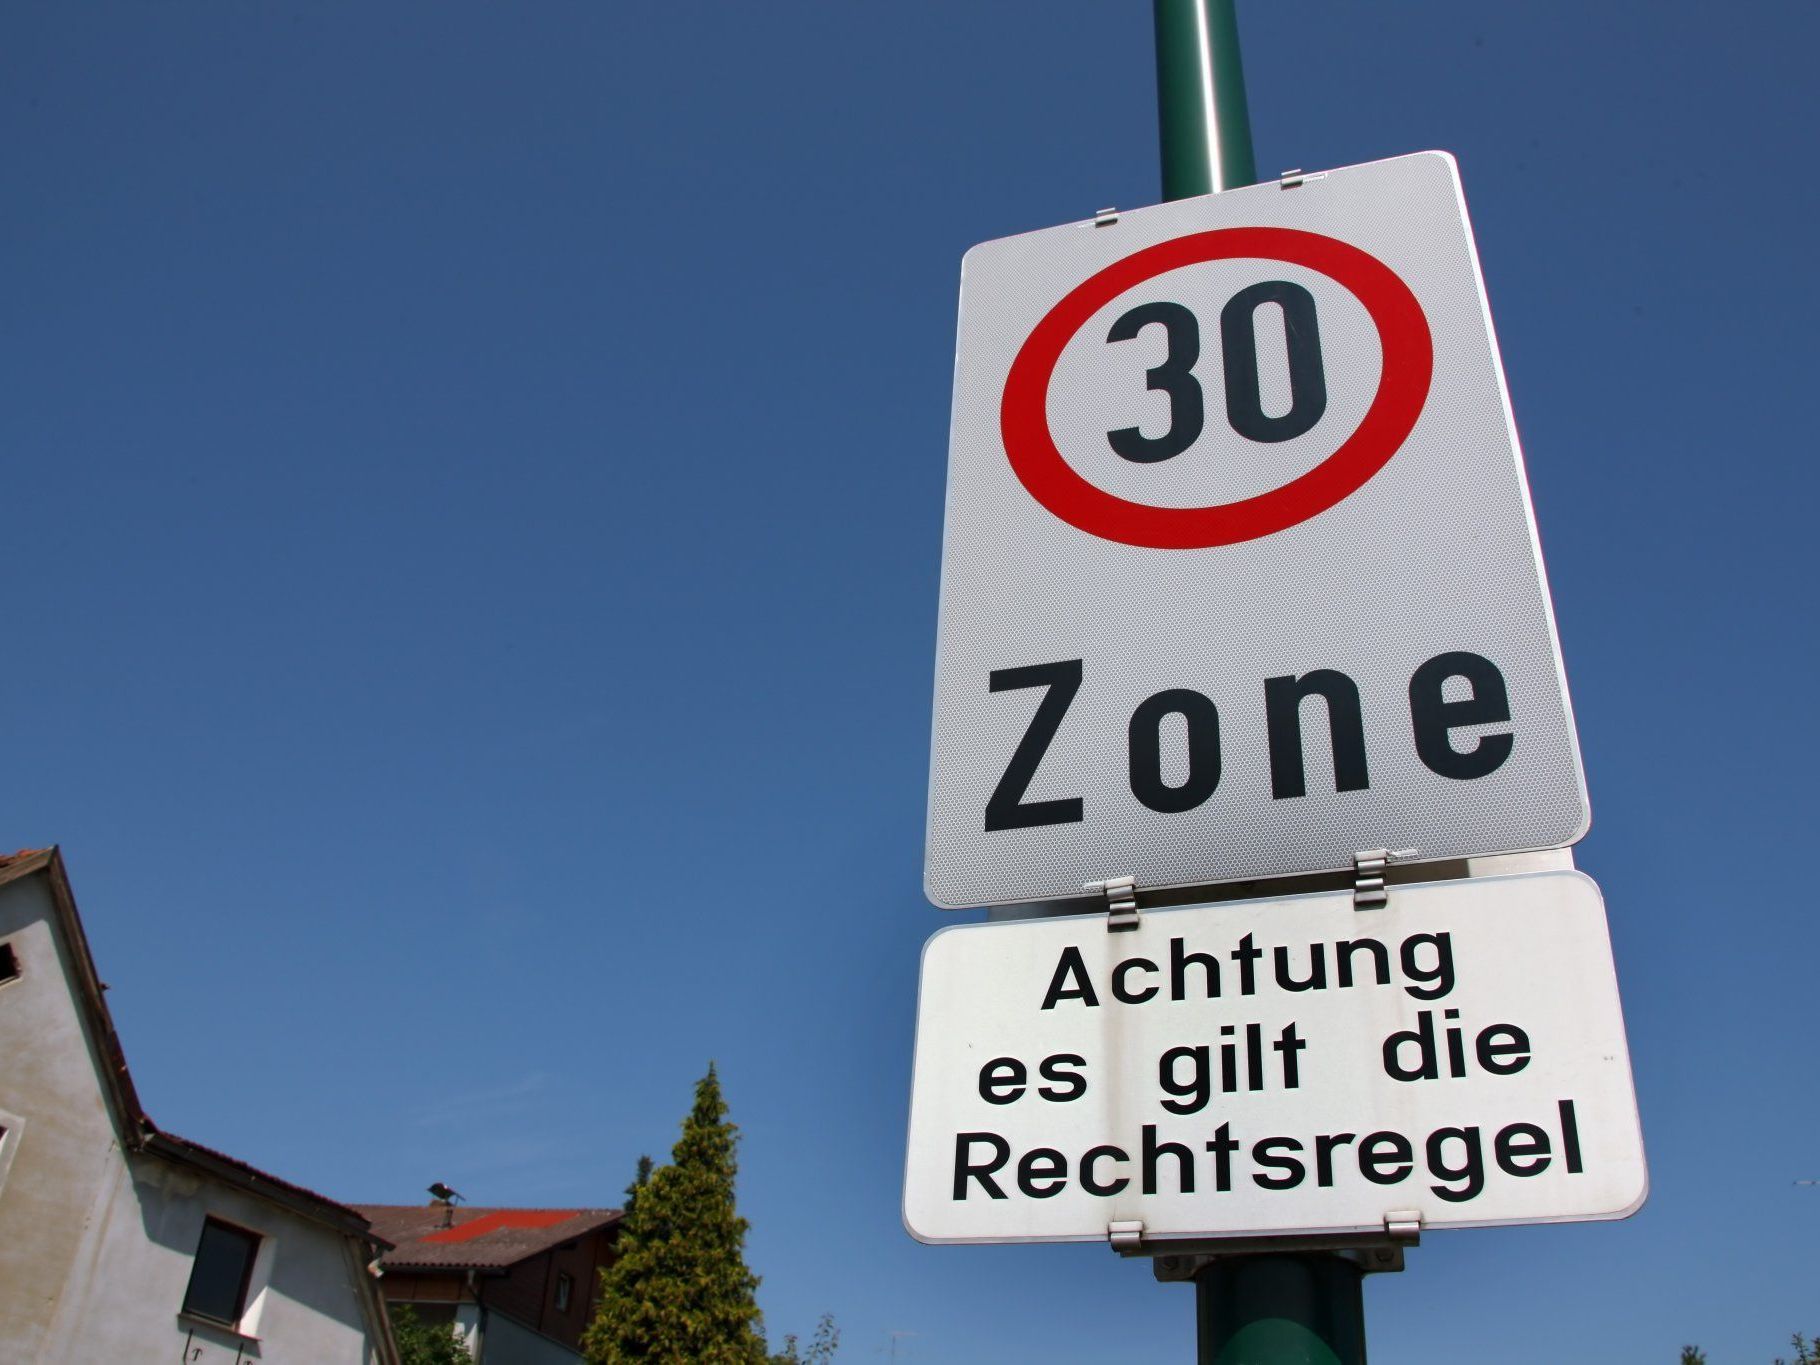 30
Zone
Achtung
es gilt die
Rechtsregel